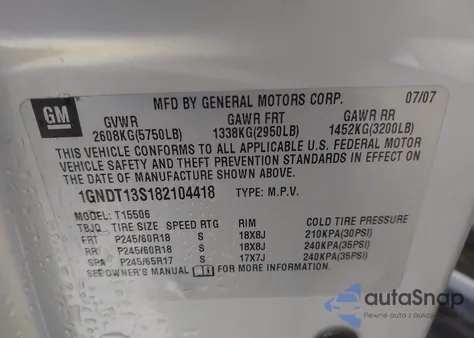 MFD BY GENERAL MOTORS CORP. 07/07
GM
GVWR GAWR FRT GAWR RR
2608KG(5750LB) 1338KG(2950LB) 1452KG(3200LB)
THIS VEHICLE CONFORMS TO ALL APPLICABLE U.S. FEDERAL MOTOR
VEHICLE SAFETY AND THEFT PREVENTION STANDARDS IN EFFECT ON
THE DATE OF MANUFACTURE SHOWN ABOVE.
1GNDT13S182104418 TYPE: M.P.V.
MODEL: T15506
TBJQ TIRE SIZE SPEED RTG RIM COLD TIRE PRESSURE
FRT P245/60R18 S 18X8J 210KPA(30PSI)
RR P245/60R18 S 18X8J 240KPA(35PSI)
SPA P245/65R17 S 17X7J 240KPA(35PSI)
SEE OWNER'S MANUAL FOR MORE INFORMATION.
autoSnap
Pewne auta z aukcji